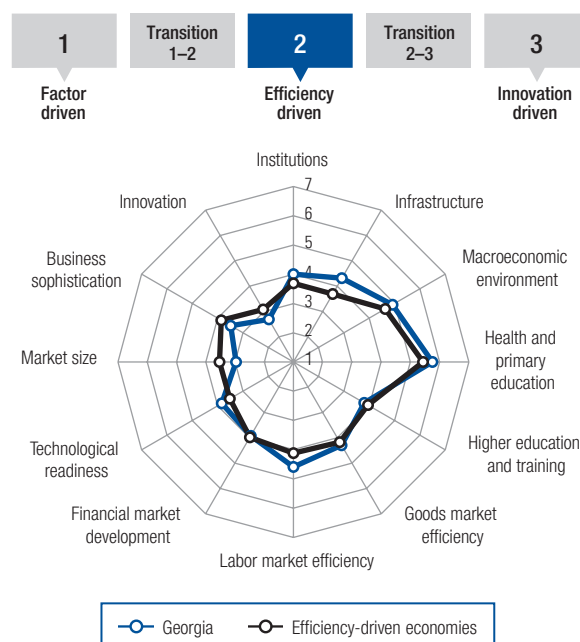 1
Transition
1–2
2
Transition
2–3
3
Factor
driven
Efficiency
driven
Innovation
driven
Institutions
Innovation
Infrastructure
Business
sophistication
Macroeconomic
environment
Market size
Health and
primary
education
Technological
readiness
Higher education
and training
Financial market
development
Goods market
efficiency
Labor market efficiency
7
6
5
4
3
2
1
Georgia
Efficiency-driven economies